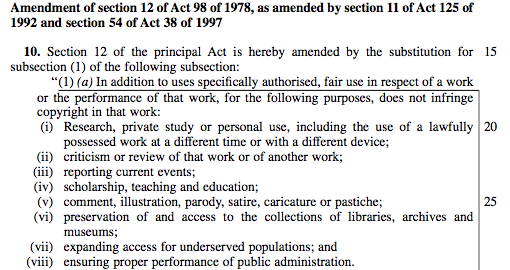 Amendment of section 12 of Act 98 of 1978, as amended by section 11 of Act 125 of
1992 and section 54 of Act 38 of 1997
10. Section 12 of the principal Act is hereby amended by the substitution for 15
subsection (1) of the following subsection:
“(1) (a) In addition to uses specifically authorised, fair use in respect of a work
or the performance of that work, for the following purposes, does not infringe
copyright in that work:
(i) Research, private study or personal use, including the use of a lawfully 20
possessed work at a different time or with a different device;
(ii) criticism or review of that work or of another work;
(iii) reporting current events;
(iv) scholarship, teaching and education;
(v) comment, illustration, parody, satire, caricature or pastiche; 25
(vi) preservation of and access to the collections of libraries, archives and
museums;
(vii) expanding access for underserved populations; and
(viii) ensuring proper performance of public administration.